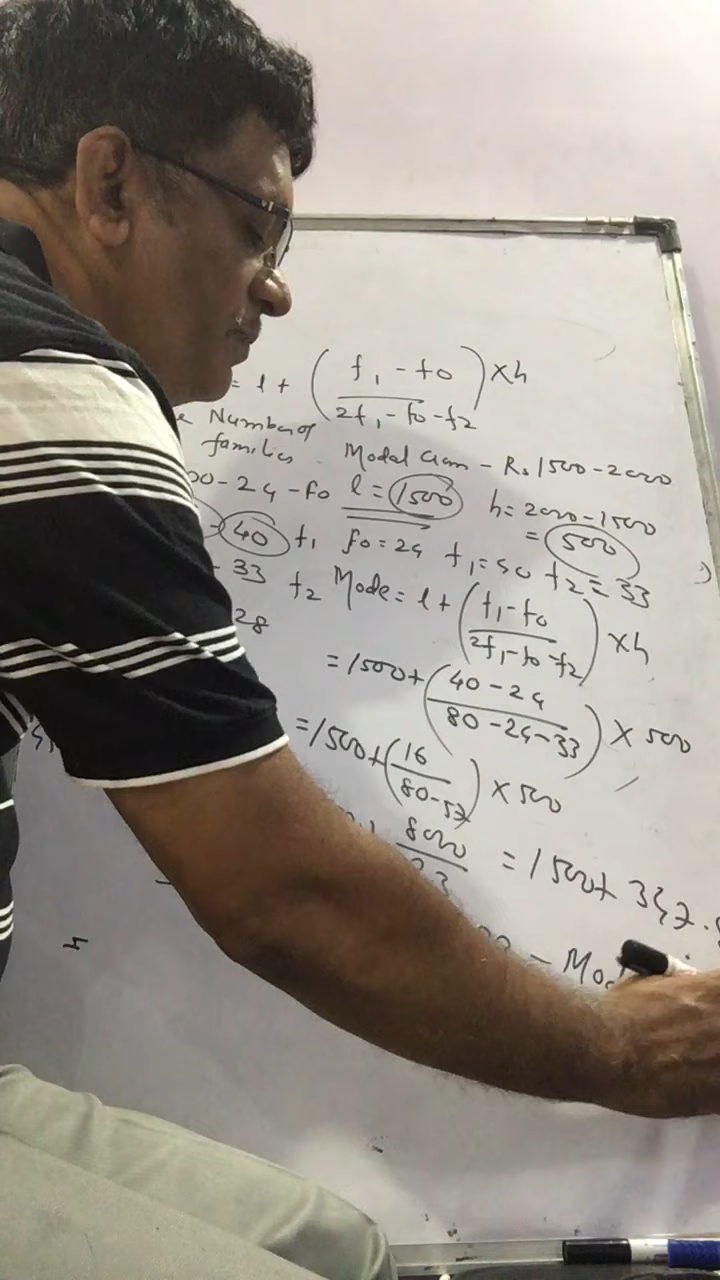 = l + ( f1 - f0 / 2f1 - f0 - f2 ) × h
Number of
families Modal Class - Rs 1500 - 2000
00 - 24 - f0 l = 1500 h = 2000 - 1500
= 500
40 f1 f0 = 24 f1 = 40 f2 = 33
33 f2 Mode = l + ( f1 - f0 / 2f1 - f0 - f2 ) × h
28
= 1500 + ( 40 - 24 / 80 - 24 - 33 ) × 500
= 1500 + ( 16 / 80 - 57 ) × 500
8000 / 23 = 1500 + 347.
- Mod